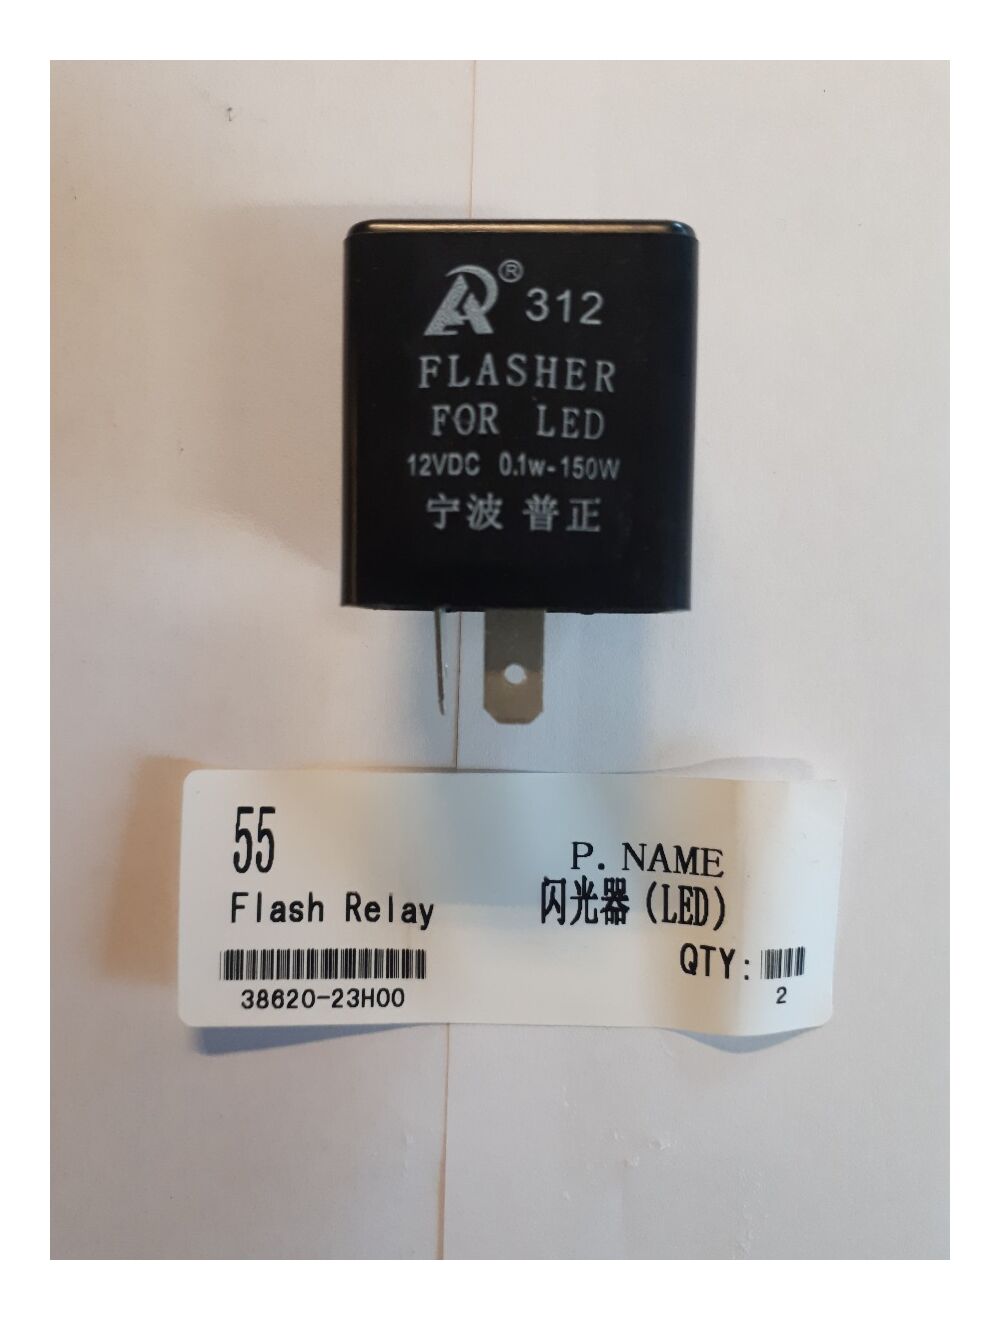 ® 312
FLASHER
FOR LED
12VDC 0.1w-150W
宁波 普正
55
Flash Relay
38620-23H00
P. NAME
闪光器 (LED)
QTY:
2